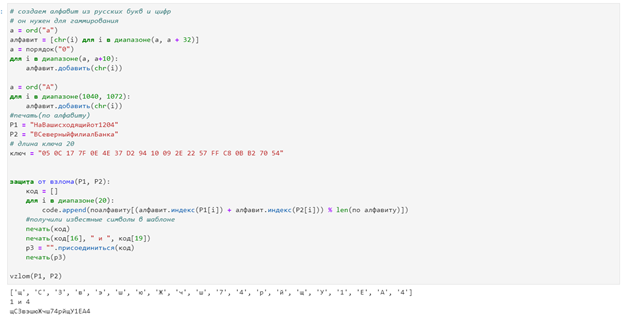 # создаем алфавит из русских букв и цифр
# он нужен для гаммирования
a = ord("а")
алфавит = [chr(i) для i в диапазоне(a, a + 32)]
a = порядок("0")
для i в диапазоне(a, a+10):
алфавит.добавить(chr(i))
a = ord("А")
для i в диапазоне(1040, 1072):
алфавит.добавить(chr(i))
#печать(по алфавиту)
P1 = "НаВашисходящийот1204"
P2 = "ВСеверныйфилиалБанка"
# длина ключа 20
ключ = "05 0C 17 7F 0E 4E 37 D2 94 10 09 2E 22 57 FF C8 0B B2 70 54"
защита от взлома(P1, P2):
код = []
для i в диапазоне(20):
code.append(поалфавиту[(алфавит.индекс(P1[i]) + алфавит.индекс(P2[i])) % len(по алфавиту)])
#получили известные символы в шаблоне
печать(код)
печать(код[16], " и ", код[19])
p3 = "".присоединиться(код)
печать(p3)
vzlom(P1, P2)
['щ', 'С', 'З', 'в', 'э', 'ш', 'ю', 'Ж', 'ч', 'ш', '7', '4', 'р', 'й', 'щ', 'У', '1', 'Е', 'А', '4']
1 и 4
щСЗвэшюЖчш74рйщУ1ЕА4